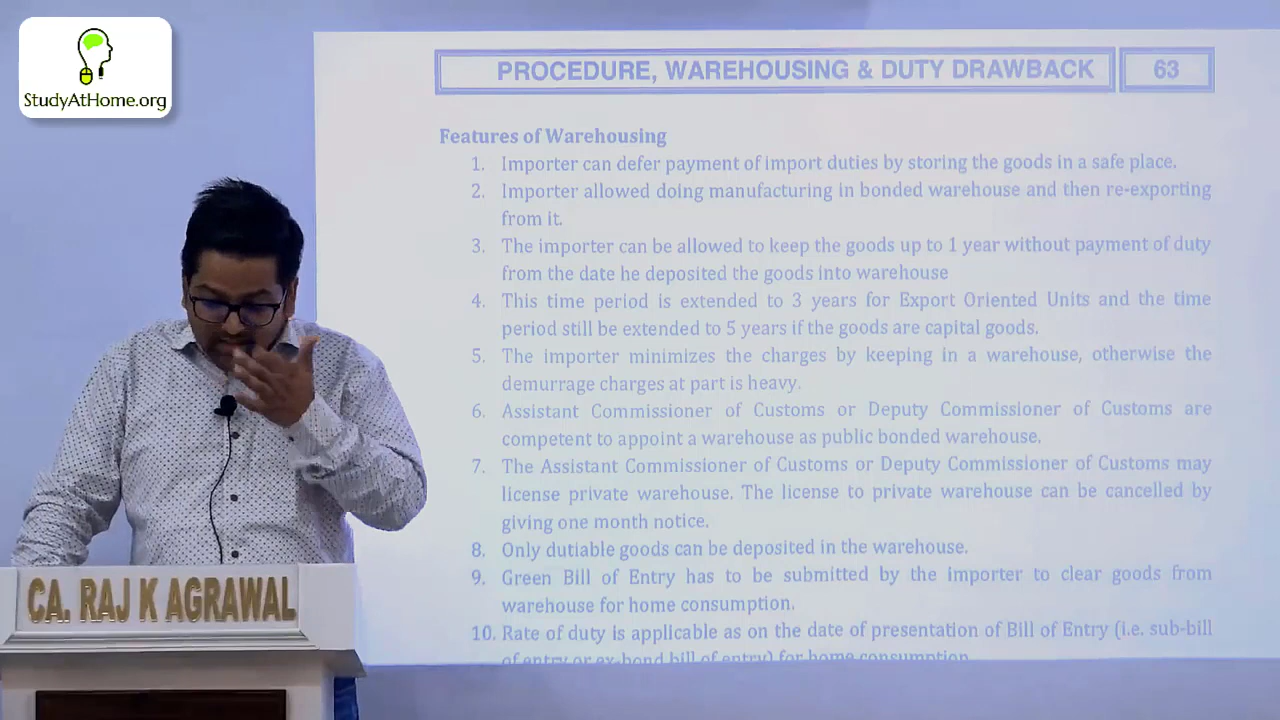 StudyAtHome.org
PROCEDURE, WAREHOUSING & DUTY DRAWBACK
63
Features of Warehousing
1. Importer can defer payment of import duties by storing the goods in a safe place.
2. Importer allowed doing manufacturing in bonded warehouse and then re-exporting
from it.
3. The importer can be allowed to keep the goods up to 1 year without payment of duty
from the date he deposited the goods into warehouse
4. This time period is extended to 3 years for Export Oriented Units and the time
period still be extended to 5 years if the goods are capital goods.
5. The importer minimizes the charges by keeping in a warehouse, otherwise the
demurrage charges at part is heavy.
6. Assistant Commissioner of Customs or Deputy Commissioner of Customs are
competent to appoint a warehouse as public bonded warehouse.
7. The Assistant Commissioner of Customs or Deputy Commissioner of Customs may
license private warehouse. The license to private warehouse can be cancelled by
giving one month notice.
8. Only dutiable goods can be deposited in the warehouse.
9. Green Bill of Entry has to be submitted by the importer to clear goods from
warehouse for home consumption.
10. Rate of duty is applicable as on the date of presentation of Bill of Entry (i.e. sub-bill
of entry or ex-bond bill of entry) for home consumption
CA. RAJ K AGRAWAL